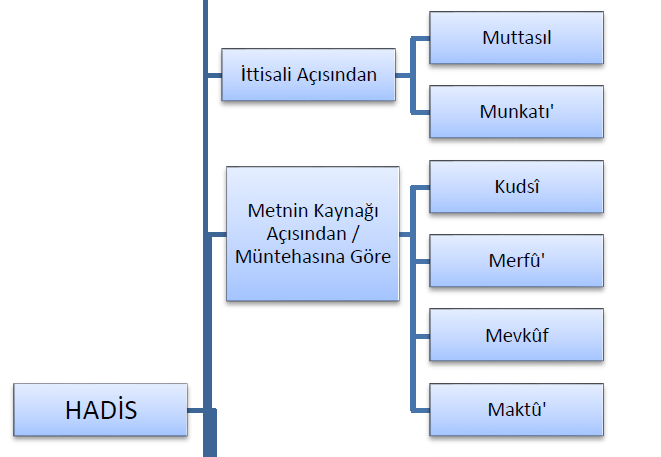 Muttasıl
İttisali Açısından
Munkatı'
Kudsî
Metnin Kaynağı
Açısından /
Müntehasına Göre
Merfû'
Mevkûf
Maktû'
HADİS